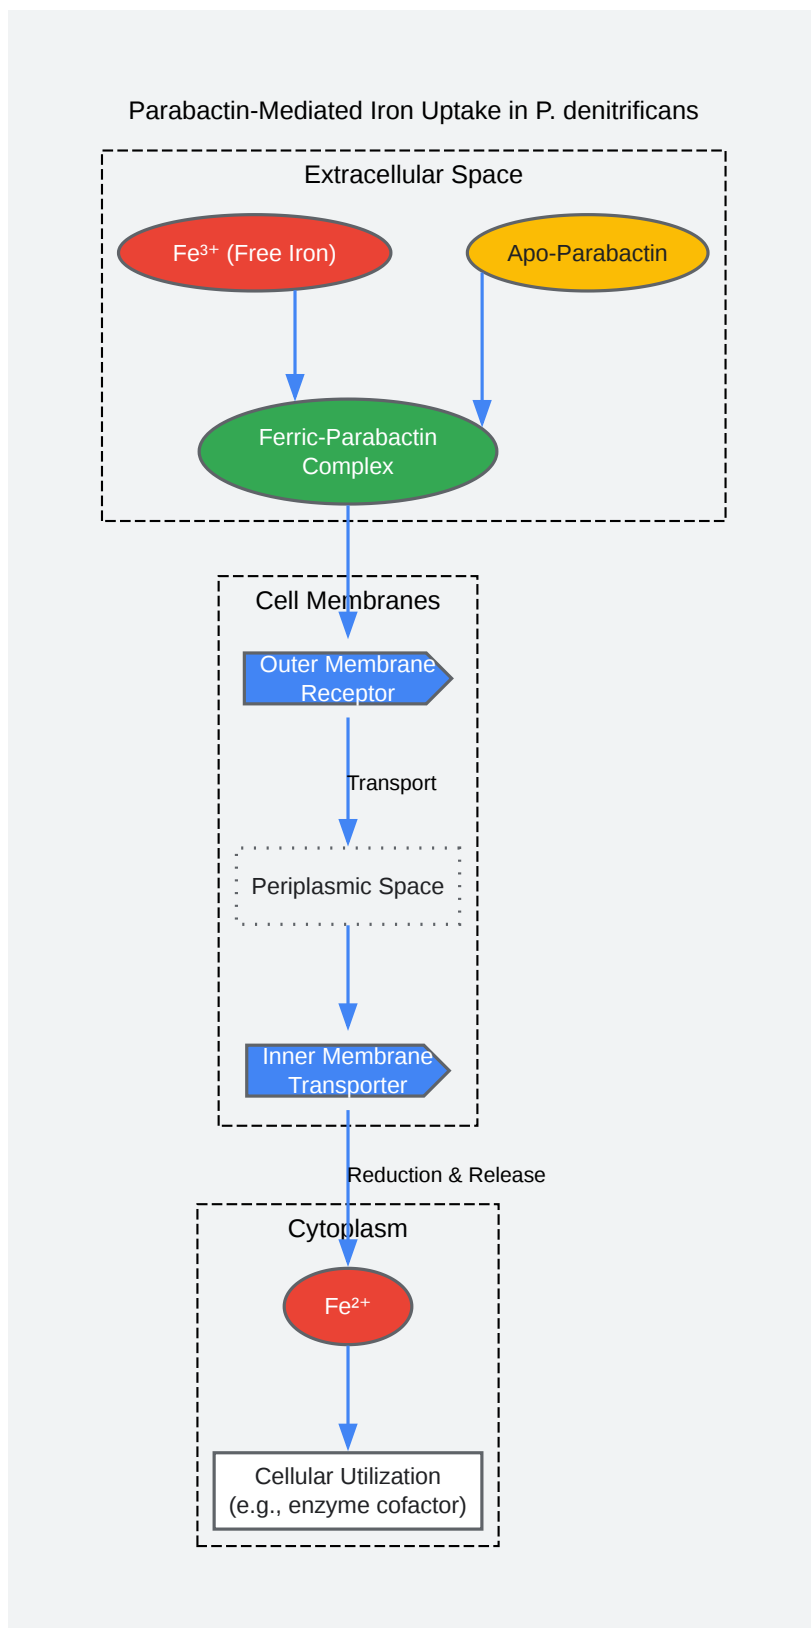 Parabactin-Mediated Iron Uptake in P. denitrificans
Extracellular Space
Fe³⁺ (Free Iron)
Apo-Parabactin
Ferric-Parabactin
Complex
Cell Membranes
Outer Membrane
Receptor
Transport
Periplasmic Space
Inner Membrane
Transporter
Reduction & Release
Cytoplasm
Fe²⁺
Cellular Utilization
(e.g., enzyme cofactor)